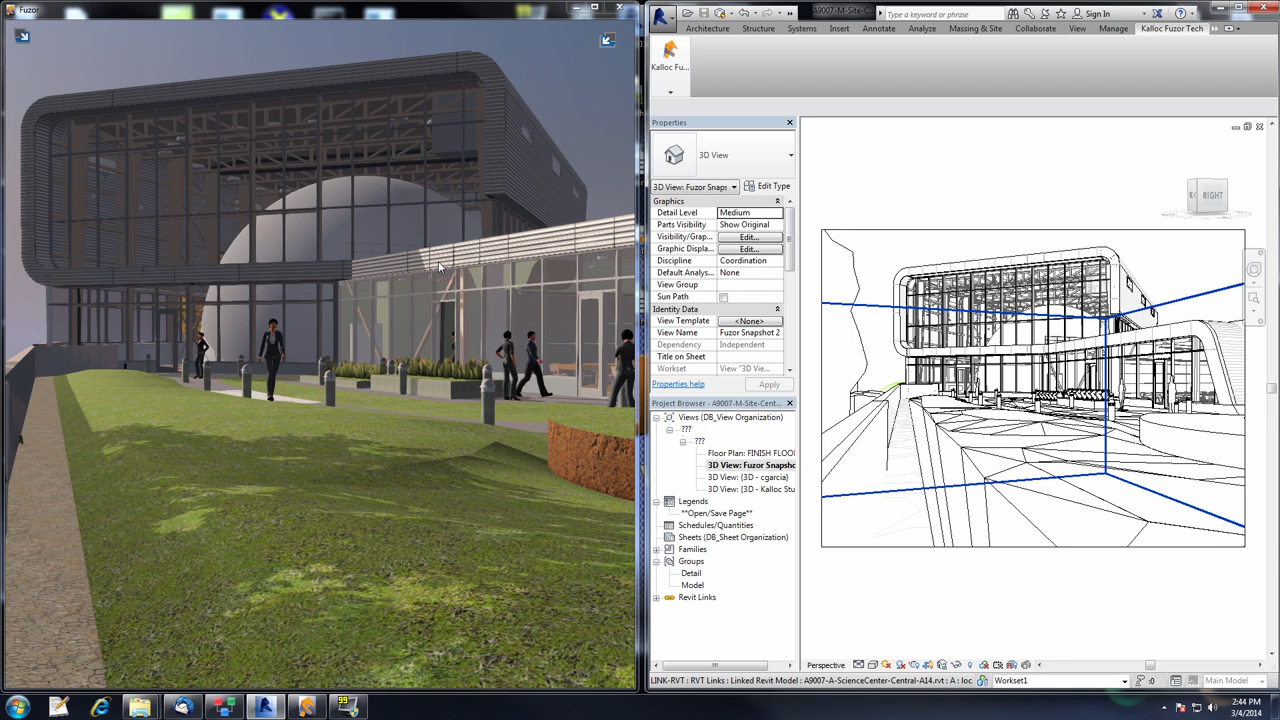 Fuzor
A9007-M-Site-C
Type a keyword or phrase
Sign In
Architecture
Structure
Systems
Insert
Annotate
Analyze
Massing & Site
Collaborate
View
Manage
Kalloc Fuzor Tech
Kalloc Fu...
Properties
3D View
3D View: Fuzor Snaps
Edit Type
Graphics
Detail Level Medium
Parts Visibility Show Original
Visibility/Grap... Edit...
Graphic Displa... Edit...
Discipline Coordination
Default Analys... None
View Group
Sun Path
Identity Data
View Template <None>
View Name Fuzor Snapshot 2
Dependency Independent
Title on Sheet
Workset View "3D Vie...
Properties help
Apply
Project Browser - A9007-M-Site-Cent...
Views (DB_View Organization)
???
???
Floor Plan: FINISH FLOO
3D View: Fuzor Snapsho
3D View: {3D - cgarcia}
3D View: {3D - Kalloc Stu
Legends
**Open/Save Page**
Schedules/Quantities
Sheets (DB_Sheet Organization)
Families
Groups
Detail
Model
Revit Links
RIGHT
Perspective
LINK-RVT : RVT Links : Linked Revit Model : A9007-A-ScienceCenter-Central-A14.rvt : A : loc
Workset1
:0
Main Model
99
2:44 PM
3/4/2014